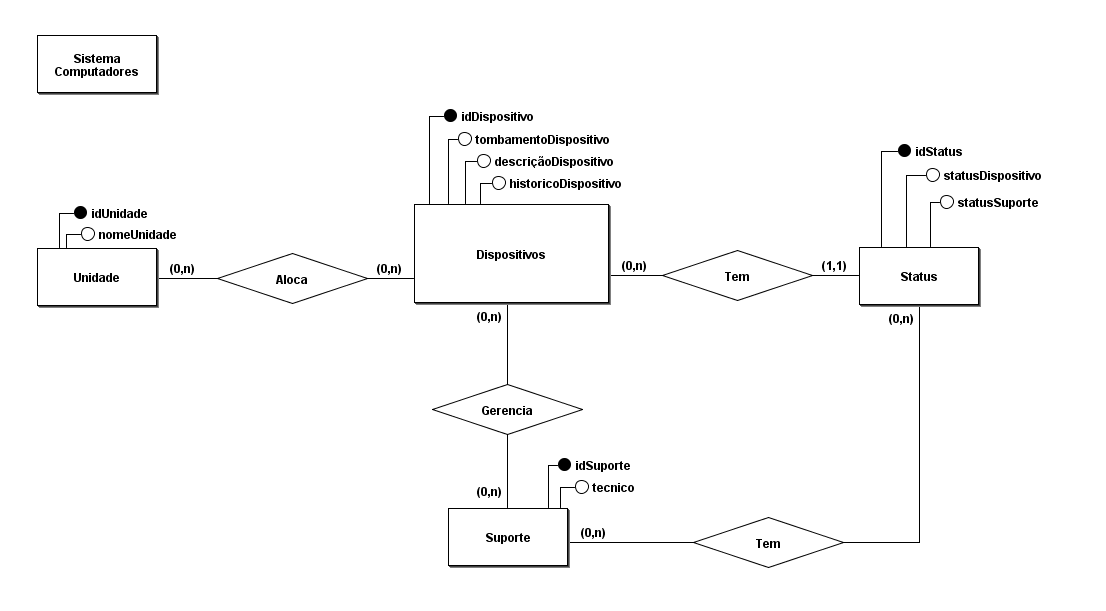 Sistema
Computadores
idDispositivo
tombamentoDispositivo
descriçãoDispositivo
historicoDispositivo
idStatus
statusDispositivo
statusSuporte
idUnidade
nomeUnidade
Unidade
(0,n)
Aloca
(0,n)
Dispositivos
(0,n)
Tem
(1,1)
Status
(0,n)
(0,n)
Gerencia
(0,n)
idSuporte
tecnico
Suporte
(0,n)
Tem